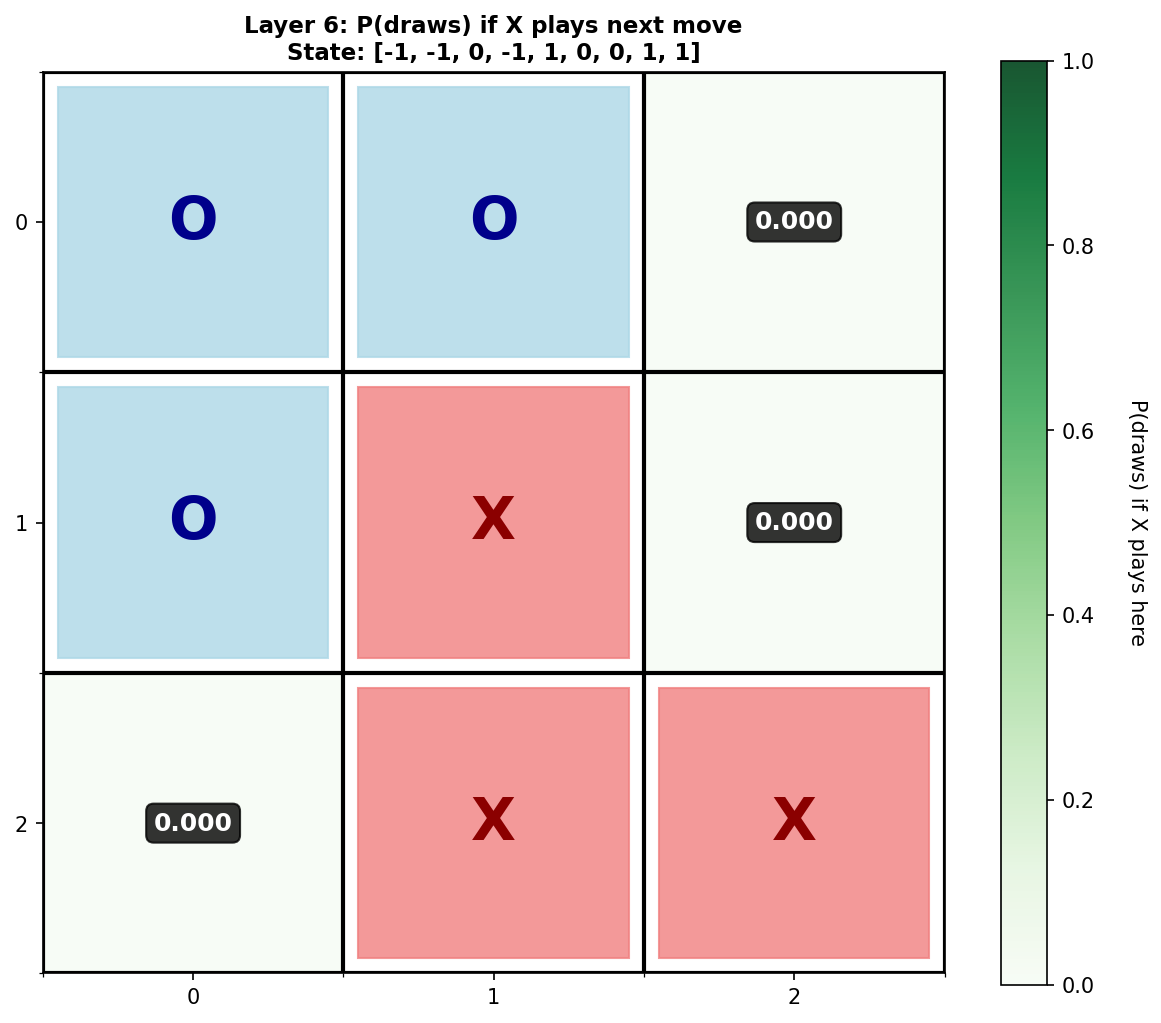 Layer 6: P(draws) if X plays next move
State: [-1, -1, 0, -1, 1, 0, 0, 1, 1]
0
O
O
0.000
1
O
X
0.000
2
0.000
X
X
0
1
2
1.0
0.8
0.6
0.4
0.2
0.0
P(draws) if X plays here